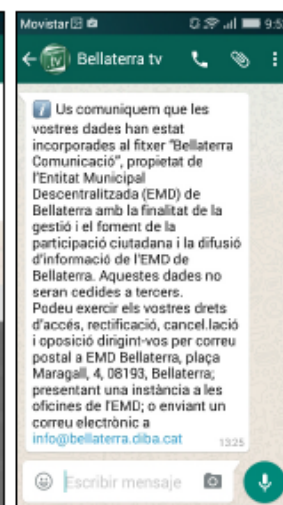 Movistar 9:5
Bellaterra tv
Us comuniquem que les
vostres dades han estat
incorporades al fitxer "Bellaterra
Comunicació", propietat de
l'Entitat Municipal
Descentralitzada (EMD) de
Bellaterra amb la finalitat de la
gestió i el foment de la
participació ciutadana i la difusió
d'informació de l'EMD de
Bellaterra. Aquestes dades no
seran cedides a tercers.
Podeu exercir els vostres drets
d'accés, rectificació, cancel.lació
i oposició dirigint-vos per correu
postal a EMD Bellaterra, plaça
Maragall, 4, 08193, Bellaterra;
presentant una instància a les
oficines de l'EMD; o enviant un
correu electrònic a
info@bellaterra.diba.cat 13:25
Escribir mensaje